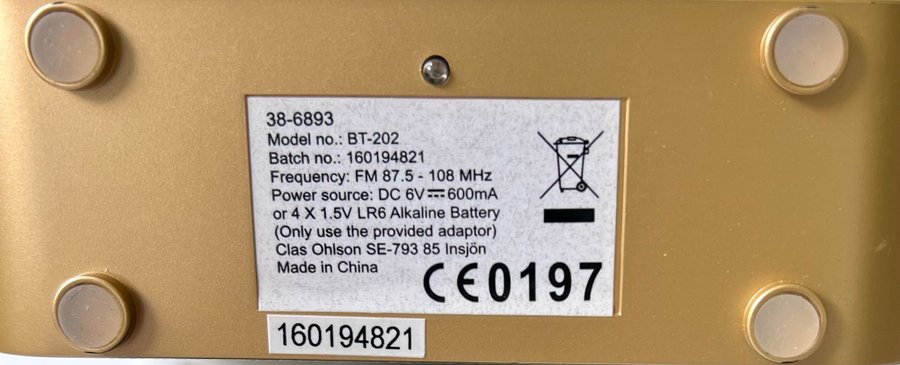 38-6893
Model no.: BT-202
Batch no.: 160194821
Frequency: FM 87.5 - 108 MHz
Power source: DC 6V⎓600mA
or 4 X 1.5V LR6 Alkaline Battery
(Only use the provided adaptor)
Clas Ohlson SE-793 85 Insjön
Made in China
CE0197
160194821